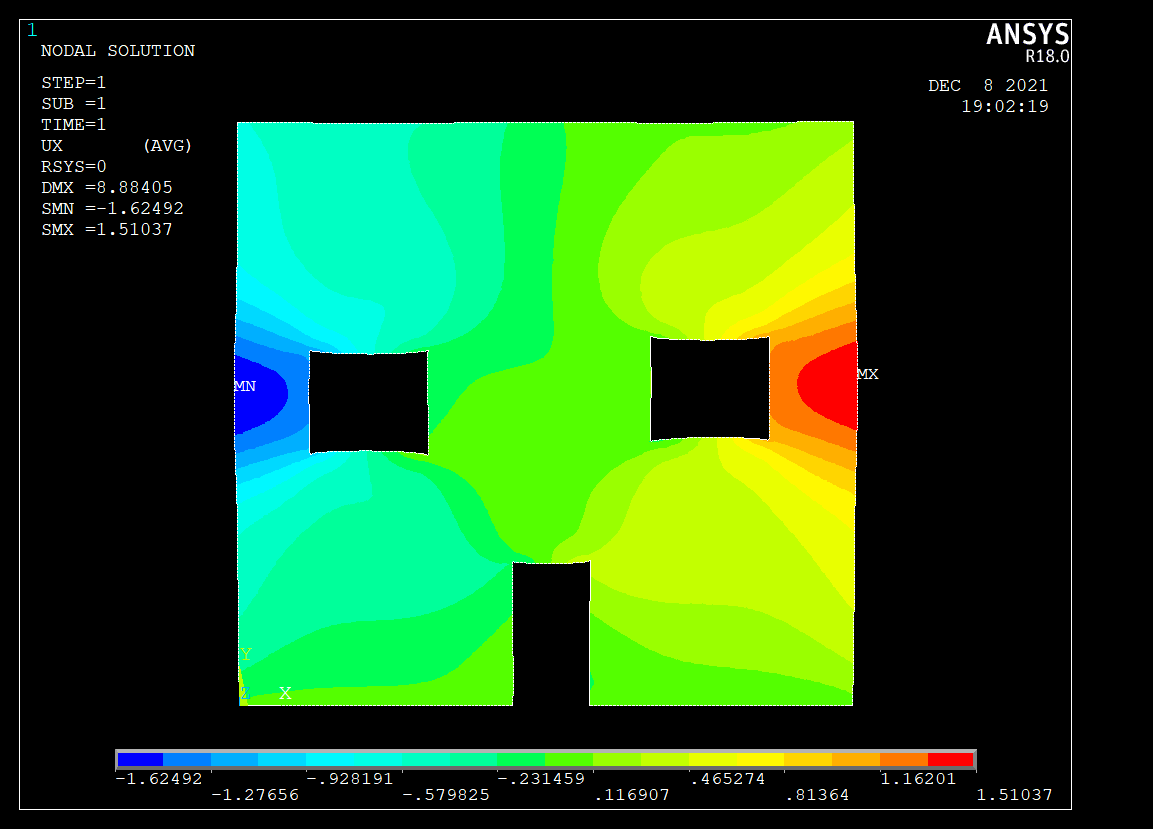 1
ANSYS
R18.0
NODAL SOLUTION
STEP=1
SUB =1
TIME=1
UX (AVG)
RSYS=0
DMX =8.88405
SMN =-1.62492
SMX =1.51037
DEC 8 2021
19:02:19
MX
MN
Y
Z X
-1.62492 -.928191 -.231459 .465274 1.16201
-1.27656 -.579825 .116907 .81364 1.51037